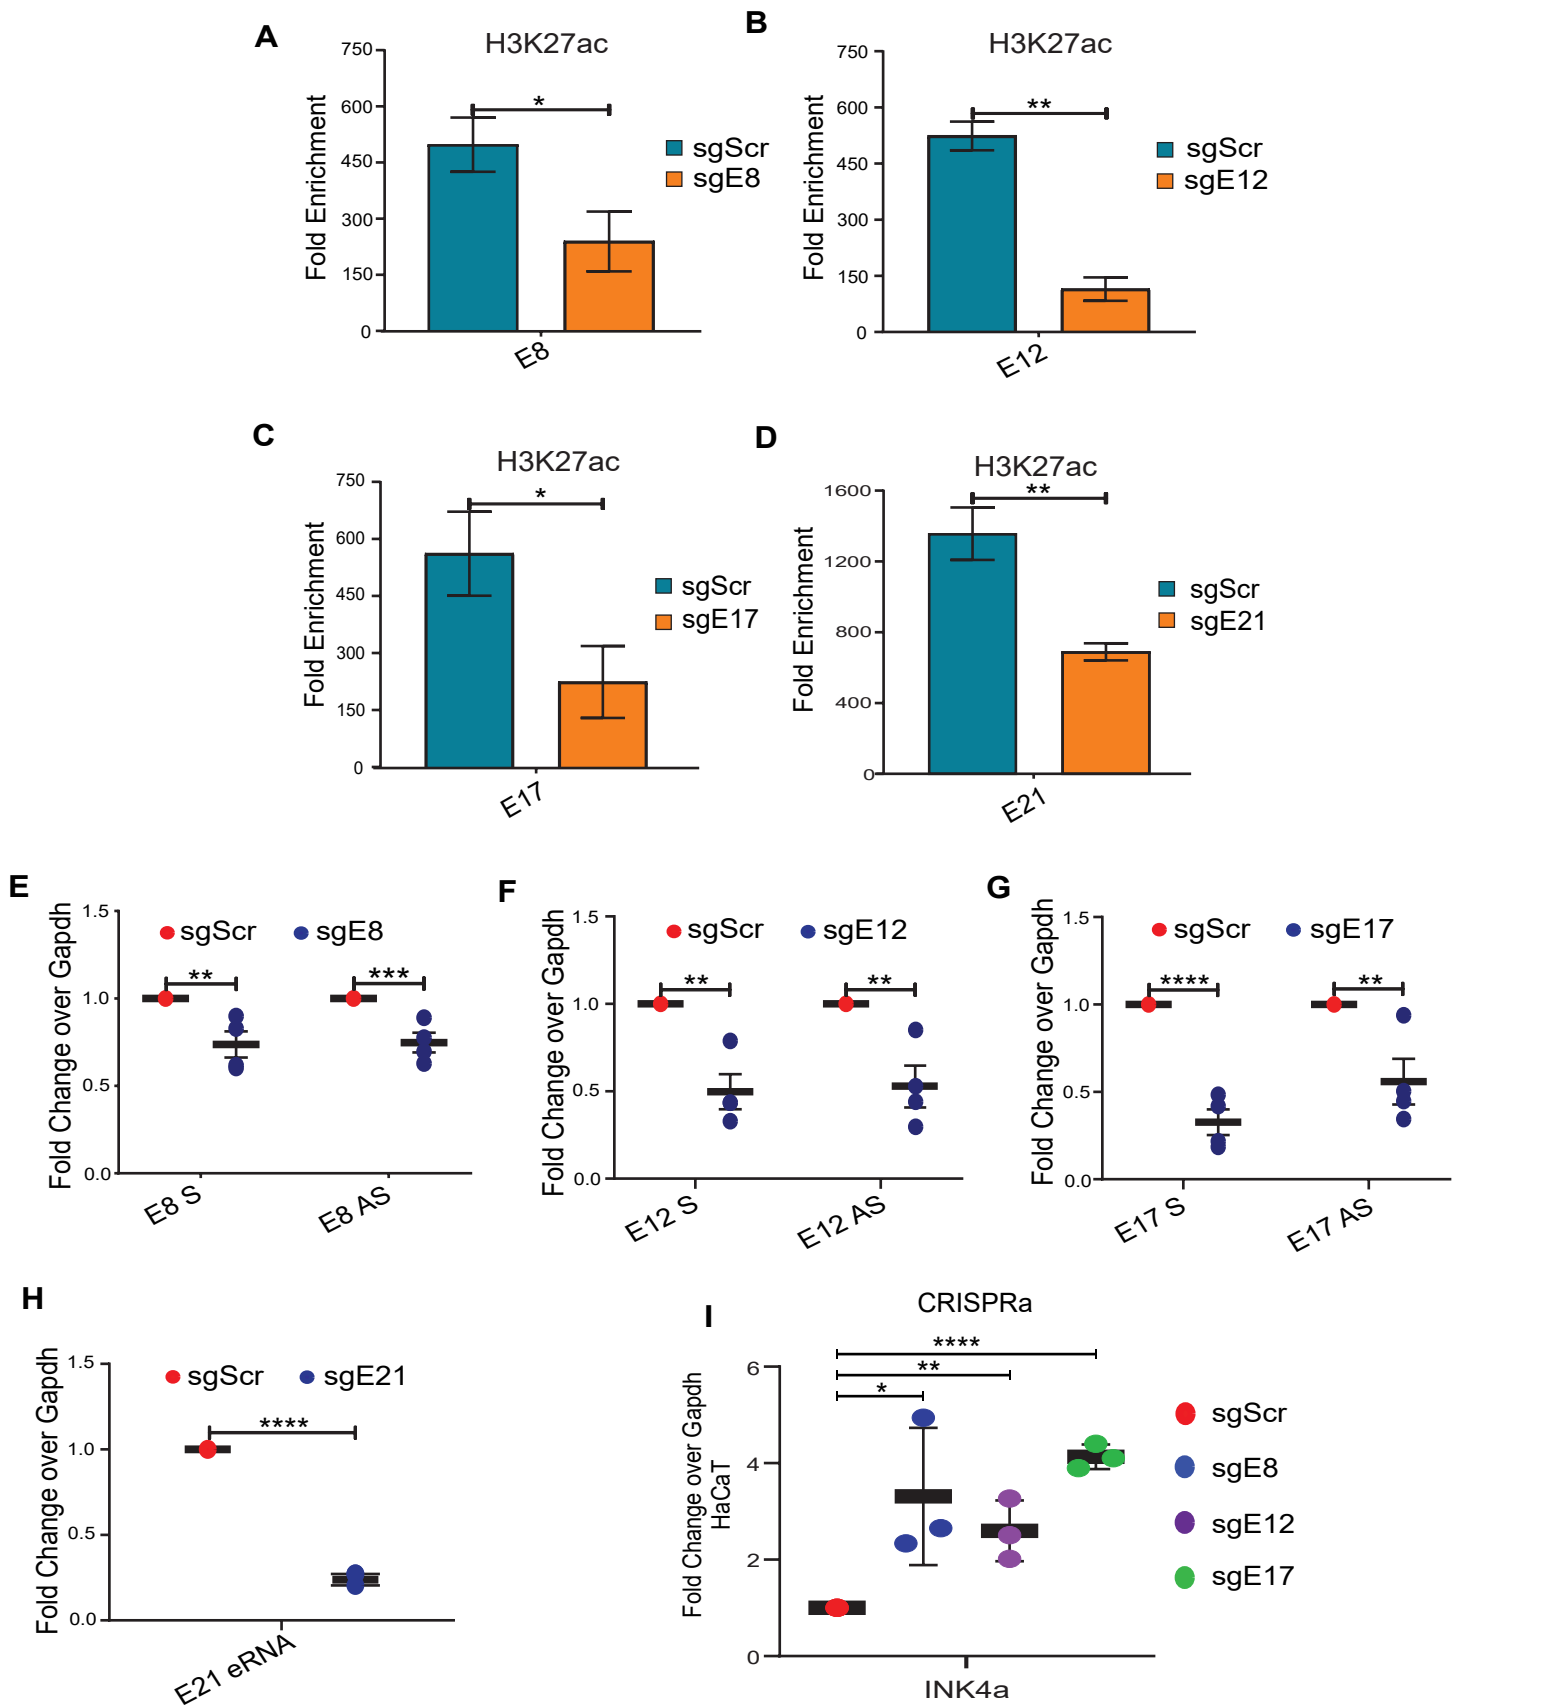 A
H3K27ac
750
600
450
300
150
0
Fold Enrichment
*
sgScr
sgE8
E8
B
H3K27ac
750
600
450
300
150
0
Fold Enrichment
**
sgScr
sgE12
E12
C
H3K27ac
750
600
450
300
150
0
Fold Enrichment
*
sgScr
sgE17
E17
D
H3K27ac
1600
1200
800
400
0
Fold Enrichment
**
sgScr
sgE21
E21
E
1.5
1.0
0.5
0.0
Fold Change over Gapdh
sgScr
sgE8
**
***
E8 S
E8 AS
F
1.5
1.0
0.5
0.0
Fold Change over Gapdh
sgScr
sgE12
**
**
E12 S
E12 AS
G
1.5
1.0
0.5
0.0
Fold Change over Gapdh
sgScr
sgE17
****
**
E17 S
E17 AS
H
1.5
1.0
0.5
0.0
Fold Change over Gapdh
sgScr
sgE21
****
E21 eRNA
I
CRISPRa
6
4
2
0
Fold Change over Gapdh
HaCaT
****
**
*
sgScr
sgE8
sgE12
sgE17
INK4a